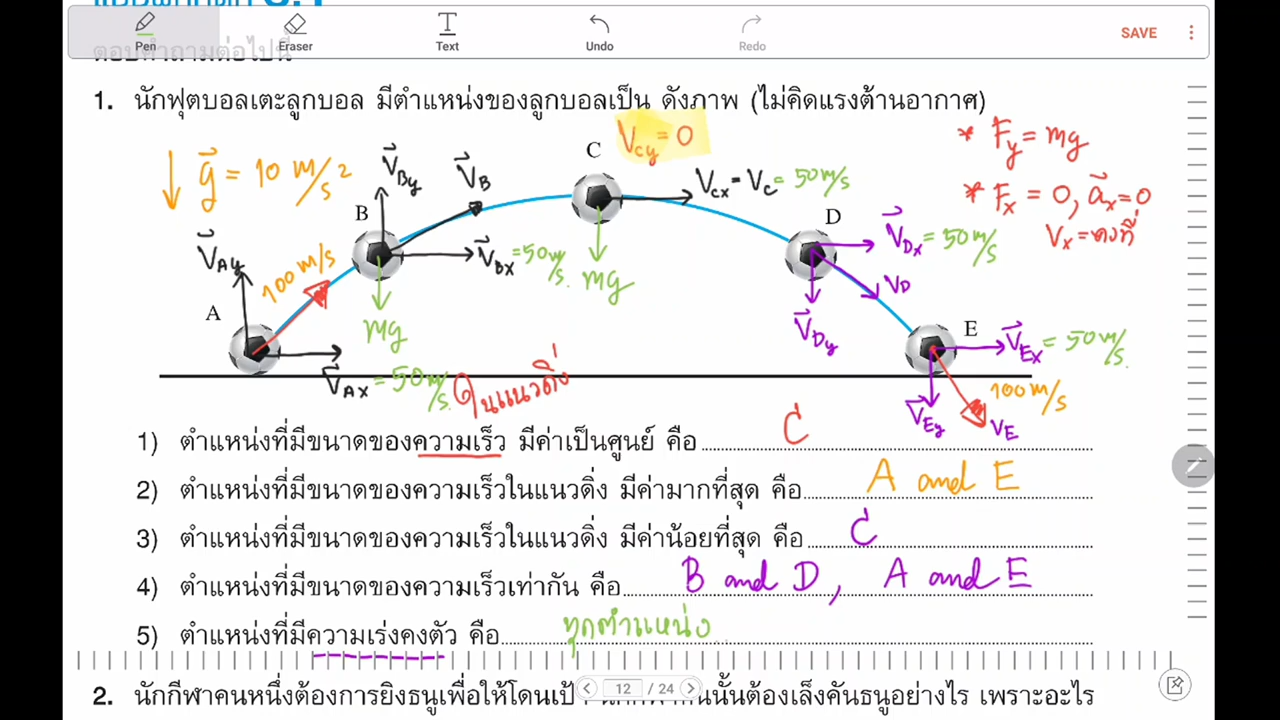 Pen
Eraser
Text
Undo
Redo
SAVE
ตอบคำถามต่อไปนี้
1. นักฟุตบอลเตะลูกบอล มีตำแหน่งของลูกบอลเป็น ดังภาพ (ไม่คิดแรงต้านอากาศ)
g = 10 m/s²
V_By
V_B
C
V_cy = 0
V_cx = V_c = 50 m/s
* F_y = mg
* F_x = 0, a_x = 0
V_x = คงที่
B
V_Bx = 50 m/s.
mg
mg
D
V_Dx = 50 m/s
V_D
V_Dy
V_Ay
100 m/s
A
V_Ax = 50 m/s.
E
V_Ex = 50 m/s.
100 m/s
V_Ey
V_E
ในแนวดิ่ง
1) ตำแหน่งที่มีขนาดของความเร็ว มีค่าเป็นศูนย์ คือ C
2) ตำแหน่งที่มีขนาดของความเร็วในแนวดิ่ง มีค่ามากที่สุด คือ A and E
3) ตำแหน่งที่มีขนาดของความเร็วในแนวดิ่ง มีค่าน้อยที่สุด คือ C
4) ตำแหน่งที่มีขนาดของความเร็วเท่ากัน คือ B and D, A and E
5) ตำแหน่งที่มีความเร่งคงตัว คือ ทุกตำแหน่ง
2. นักกีฬาคนหนึ่งต้องการยิงธนูเพื่อให้โดนเป้า นั้นต้องเล็งคันธนูอย่างไร เพราะอะไร
12 / 24